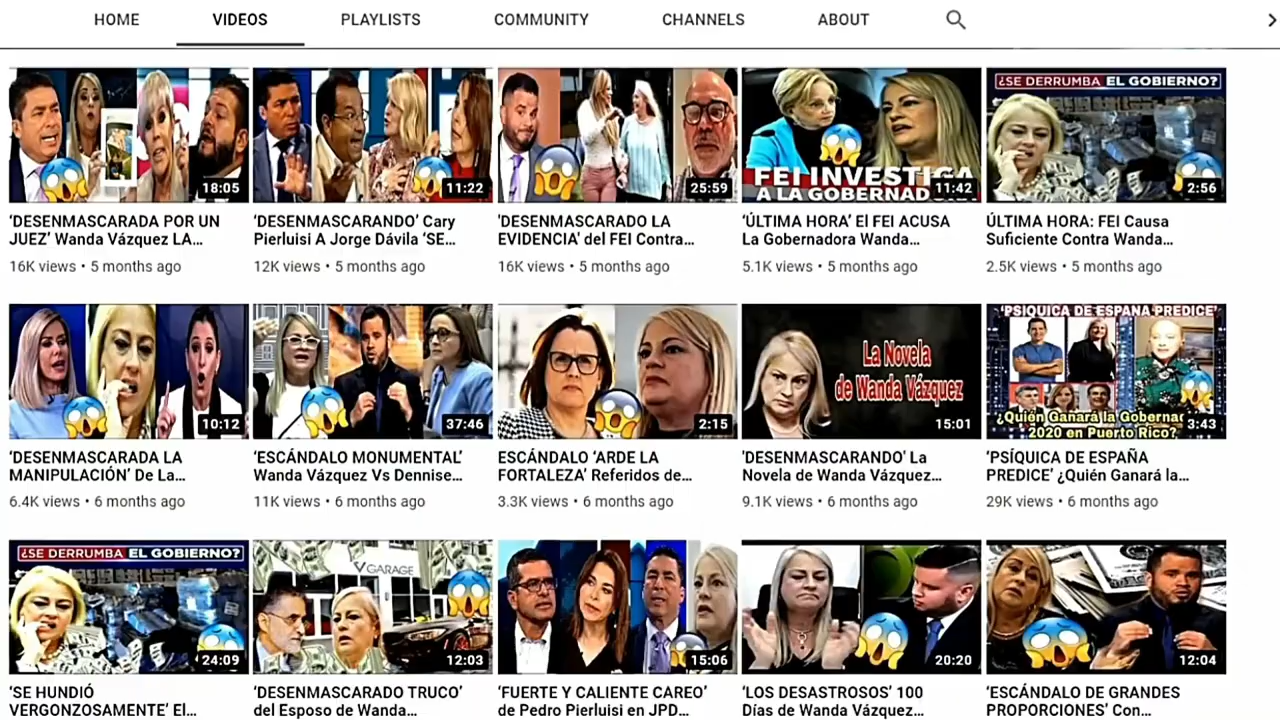 HOME VIDEOS PLAYLISTS COMMUNITY CHANNELS ABOUT
18:05
11:22
25:59
FEI INVESTIGA
A LA GOBERNAD
11:42
¿SE DERRUMBA EL GOBIERNO?
2:56
‘DESENMASCARADA POR UN
JUEZ’ Wanda Vázquez LA...
16K views • 5 months ago
‘DESENMASCARANDO’ Cary
Pierluisi A Jorge Dávila ‘SE...
12K views • 5 months ago
‘DESENMASCARADO LA
EVIDENCIA’ del FEI Contra...
16K views • 5 months ago
‘ÚLTIMA HORA’ El FEI ACUSA
La Gobernadora Wanda...
5.1K views • 5 months ago
ÚLTIMA HORA: FEI Causa
Suficiente Contra Wanda...
2.5K views • 5 months ago
10:12
37:46
2:15
La Novela
de Wanda Vázquez
15:01
'PSÍQUICA DE ESPAÑA PREDICE'
¿Quién Ganará la Gobernac
2020 en Puerto Rico?
3:43
‘DESENMASCARADA LA
MANIPULACIÓN’ De La...
6.4K views • 6 months ago
‘ESCÁNDALO MONUMENTAL’
Wanda Vázquez Vs Dennise...
11K views • 6 months ago
ESCÁNDALO ‘ARDE LA
FORTALEZA’ Referidos de...
3.3K views • 6 months ago
'DESENMASCARANDO' La
Novela de Wanda Vázquez...
9.1K views • 6 months ago
‘PSÍQUICA DE ESPAÑA
PREDICE’ ¿Quién Ganará la...
29K views • 6 months ago
¿SE DERRUMBA EL GOBIERNO?
24:09
GARAGE
12:03
15:06
20:20
12:04
‘SE HUNDIÓ
VERGONZOSAMENTE’ El...
‘DESENMASCARADO TRUCO’
del Esposo de Wanda...
‘FUERTE Y CALIENTE CAREO’
de Pedro Pierluisi en JPD...
‘LOS DESASTROSOS’ 100
Días de Wanda Vázquez...
‘ESCÁNDALO DE GRANDES
PROPORCIONES’ Con...